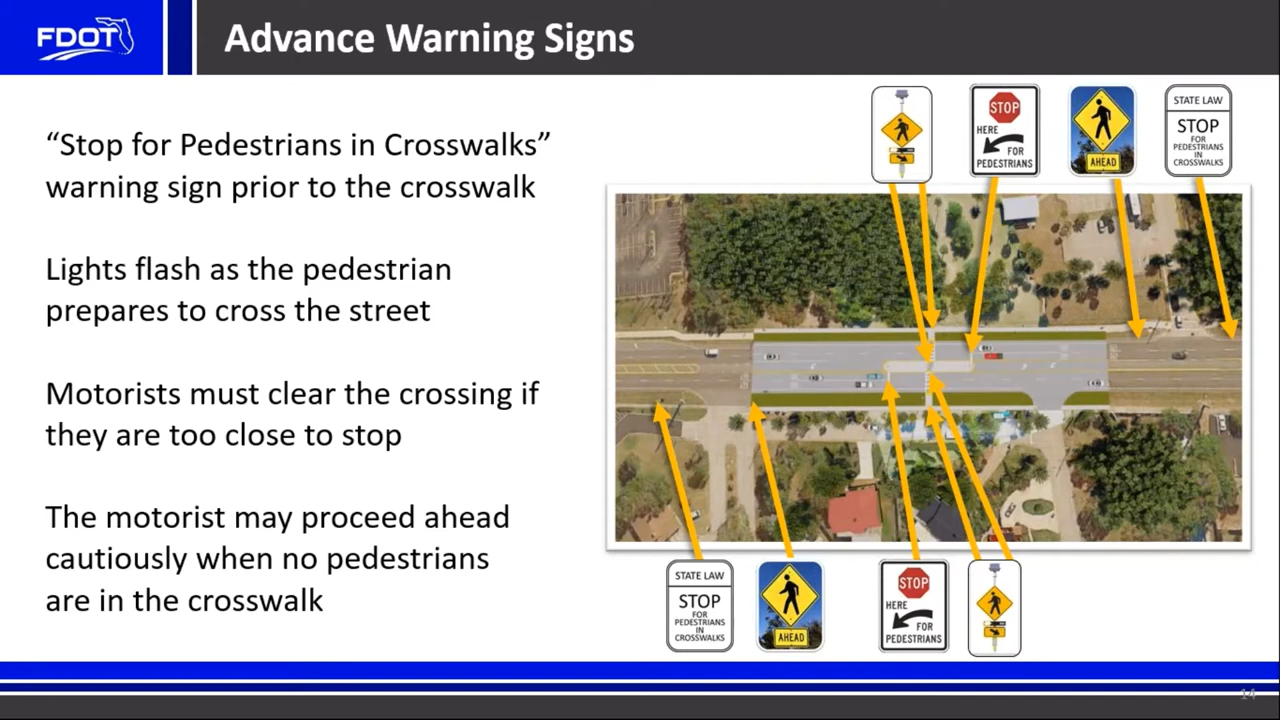 FDOT
Advance Warning Signs
“Stop for Pedestrians in Crosswalks”
warning sign prior to the crosswalk
Lights flash as the pedestrian
prepares to cross the street
Motorists must clear the crossing if
they are too close to stop
The motorist may proceed ahead
cautiously when no pedestrians
are in the crosswalk
STOP
HERE
FOR
PEDESTRIANS
AHEAD
STATE LAW
STOP
FOR
PEDESTRIANS
IN
CROSSWALKS
STATE LAW
STOP
FOR
PEDESTRIANS
IN
CROSSWALKS
AHEAD
STOP
HERE
FOR
PEDESTRIANS
14